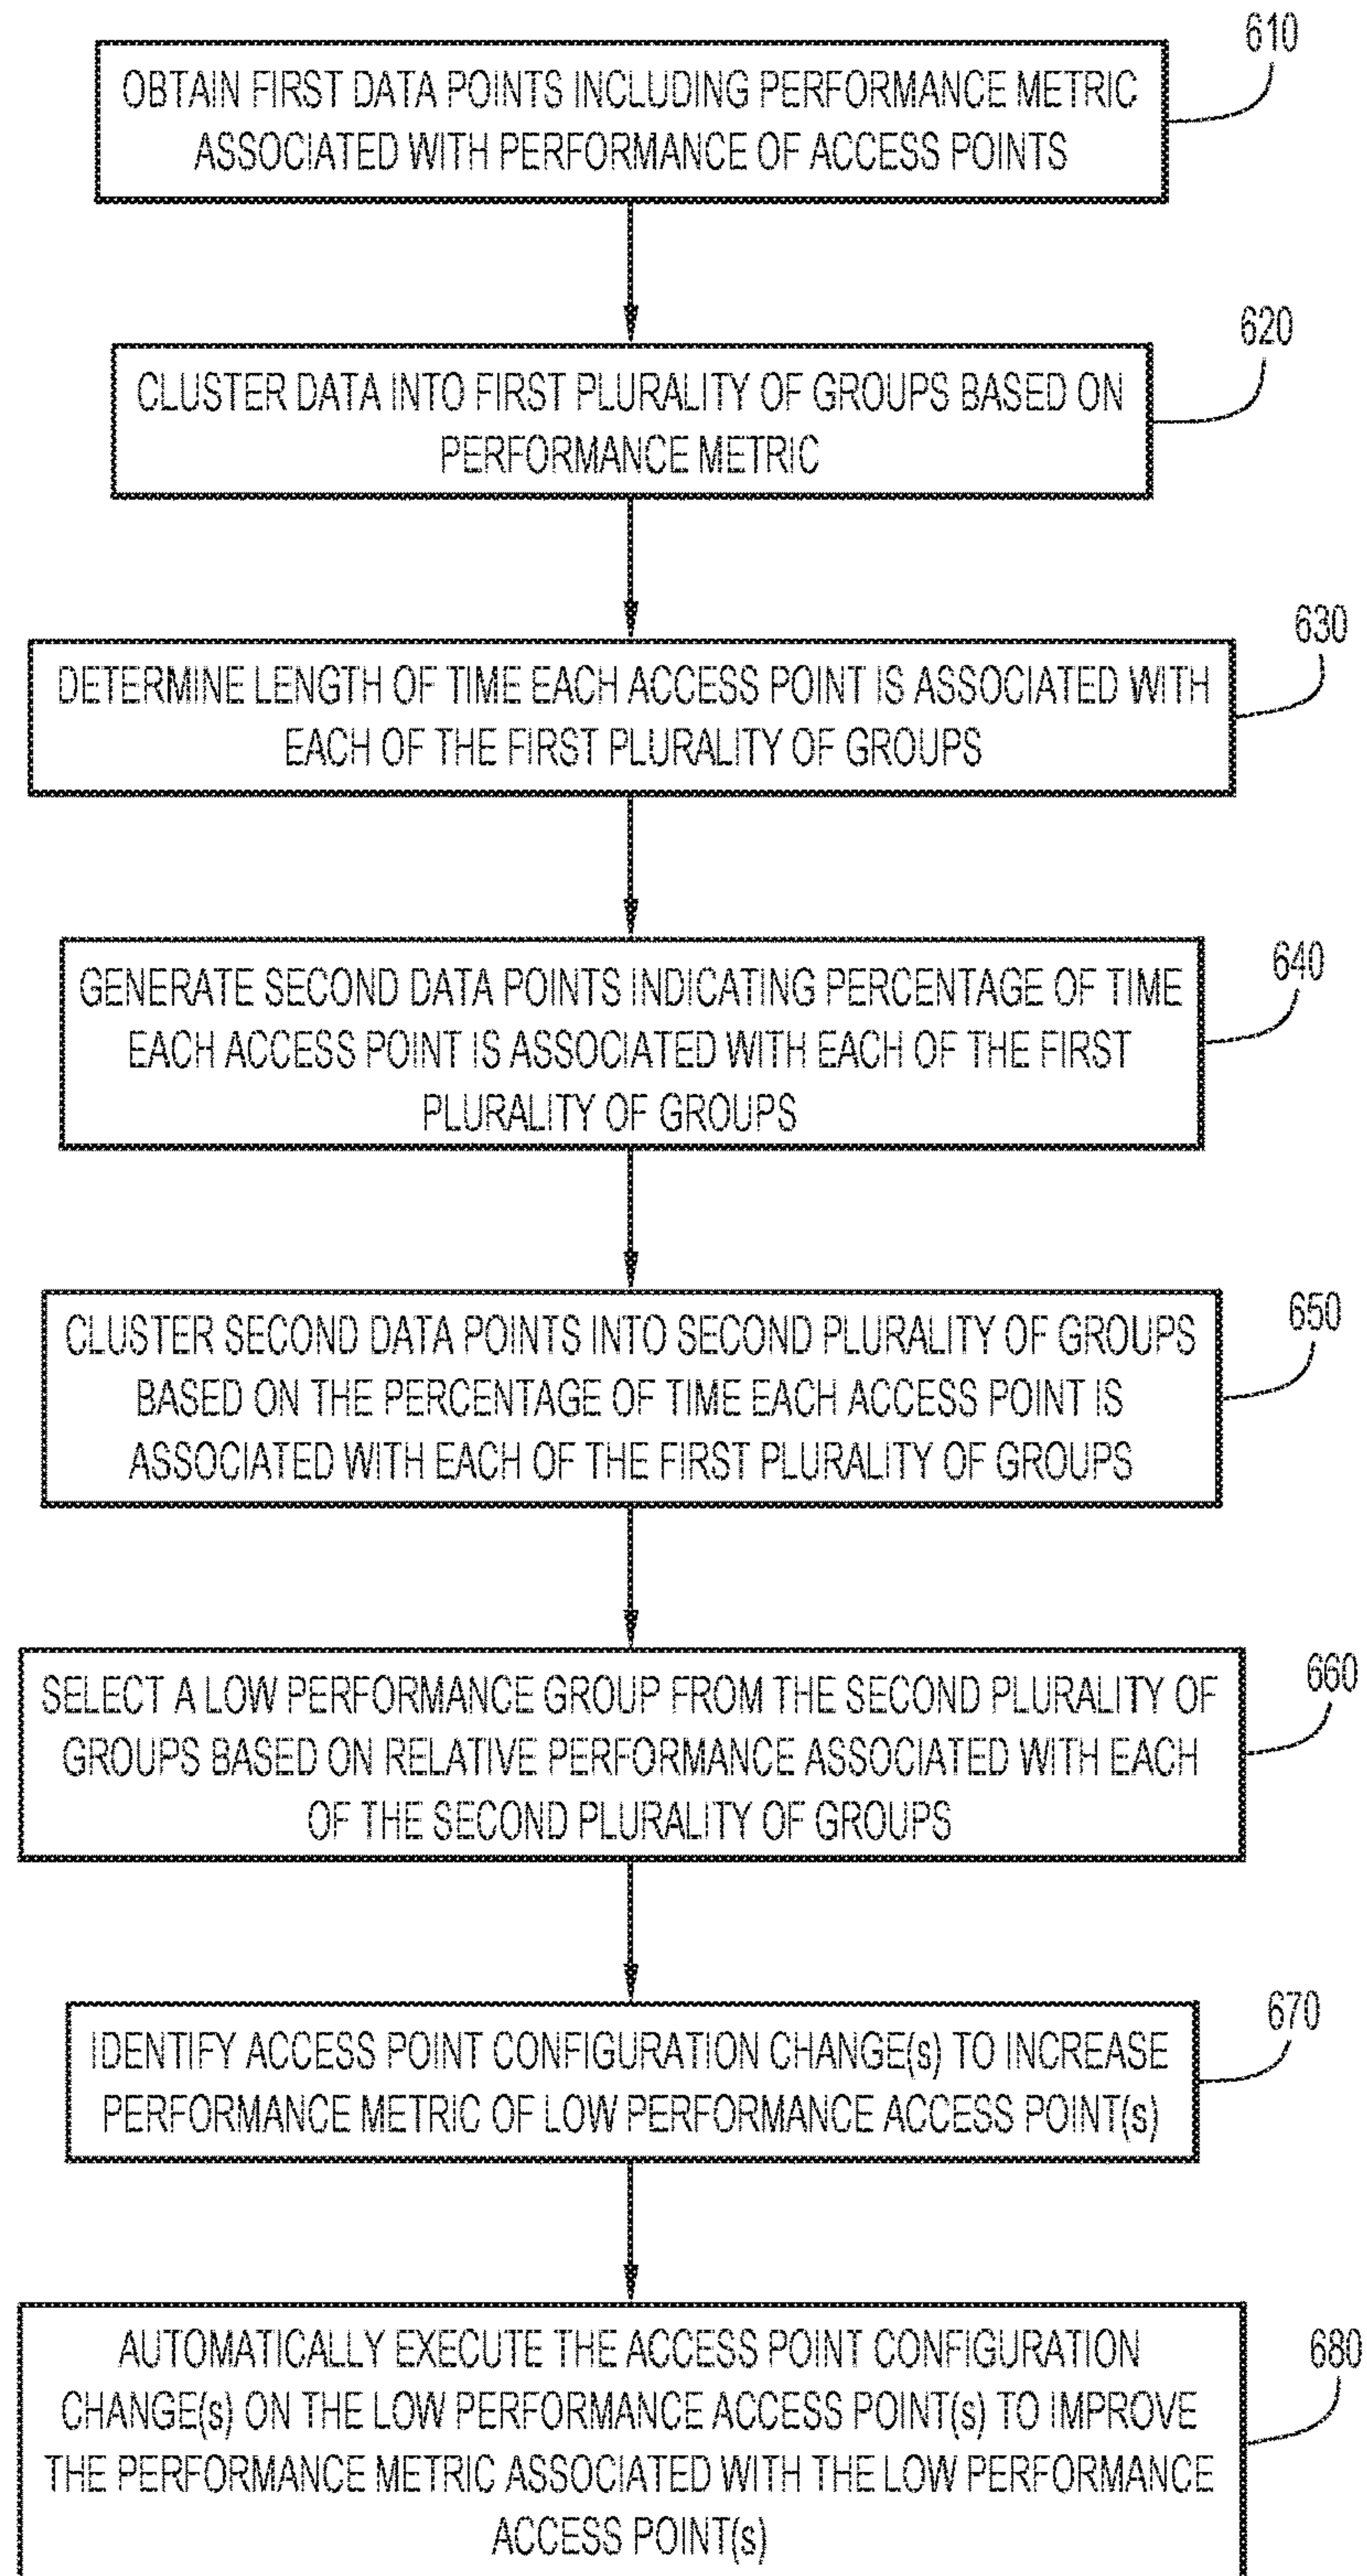 610
OBTAIN FIRST DATA POINTS INCLUDING PERFORMANCE METRIC
ASSOCIATED WITH PERFORMANCE OF ACCESS POINTS
620
CLUSTER DATA INTO FIRST PLURALITY OF GROUPS BASED ON
PERFORMANCE METRIC
630
DETERMINE LENGTH OF TIME EACH ACCESS POINT IS ASSOCIATED WITH
EACH OF THE FIRST PLURALITY OF GROUPS
640
GENERATE SECOND DATA POINTS INDICATING PERCENTAGE OF TIME
EACH ACCESS POINT IS ASSOCIATED WITH EACH OF THE FIRST
PLURALITY OF GROUPS
650
CLUSTER SECOND DATA POINTS INTO SECOND PLURALITY OF GROUPS
BASED ON THE PERCENTAGE OF TIME EACH ACCESS POINT IS
ASSOCIATED WITH EACH OF THE FIRST PLURALITY OF GROUPS
660
SELECT A LOW PERFORMANCE GROUP FROM THE SECOND PLURALITY OF
GROUPS BASED ON RELATIVE PERFORMANCE ASSOCIATED WITH EACH
OF THE SECOND PLURALITY OF GROUPS
670
IDENTIFY ACCESS POINT CONFIGURATION CHANGE(s) TO INCREASE
PERFORMANCE METRIC OF LOW PERFORMANCE ACCESS POINT(s)
680
AUTOMATICALLY EXECUTE THE ACCESS POINT CONFIGURATION
CHANGE(s) ON THE LOW PERFORMANCE ACCESS POINT(s) TO IMPROVE
THE PERFORMANCE METRIC ASSOCIATED WITH THE LOW PERFORMANCE
ACCESS POINT(s)